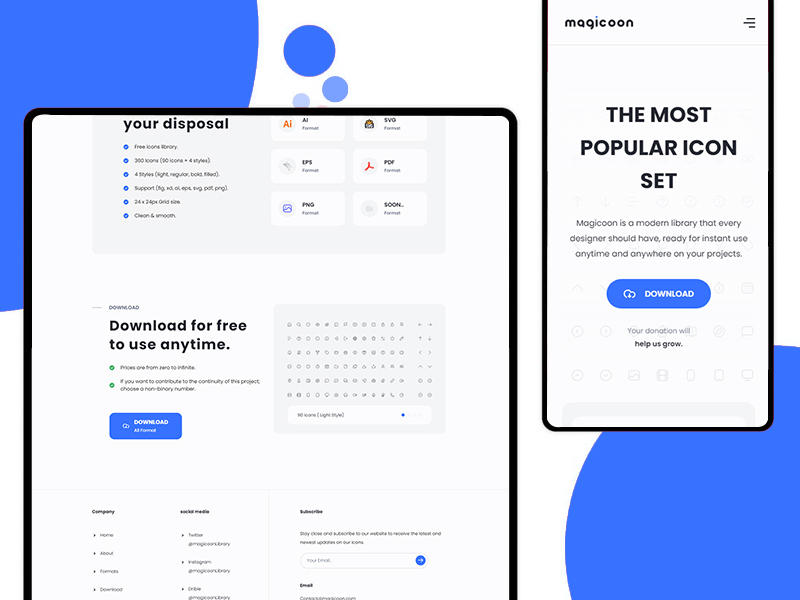 your disposal
Free icons library.
360 Icons (90 icons + 4 styles).
4 Styles (light, regular, bold, filled).
Support (fig, xd, ai, eps, svg, pdf, png).
24 x 24px Grid size.
Clean & smooth.
Ai
AI
Format
SVG
Format
EPS
Format
PDF
Format
PNG
Format
SOON..
Format
DOWNLOAD
Download for free
to use anytime.
Prices are from zero to infinite.
If you want to contribute to the continuity of this project;
choose a non-binary number.
DOWNLOAD
All Format
90 icons ( Light Style)
Company
Home
About
Formats
Download
social media
Twitter
@magicoonLibrary
Instagram
@magicoonLibrary
Drible
@magicoonLibrary
Subscribe
Stay close and subscribe to our website to receive the latest and
newest updates on our icons.
Your Email..
Email
Contact@magicoon.com
magicoon
THE MOST
POPULAR ICON
SET
Magicoon is a modern library that every
designer should have, ready for instant use
anytime and anywhere on your projects.
DOWNLOAD
Your donation will
help us grow.